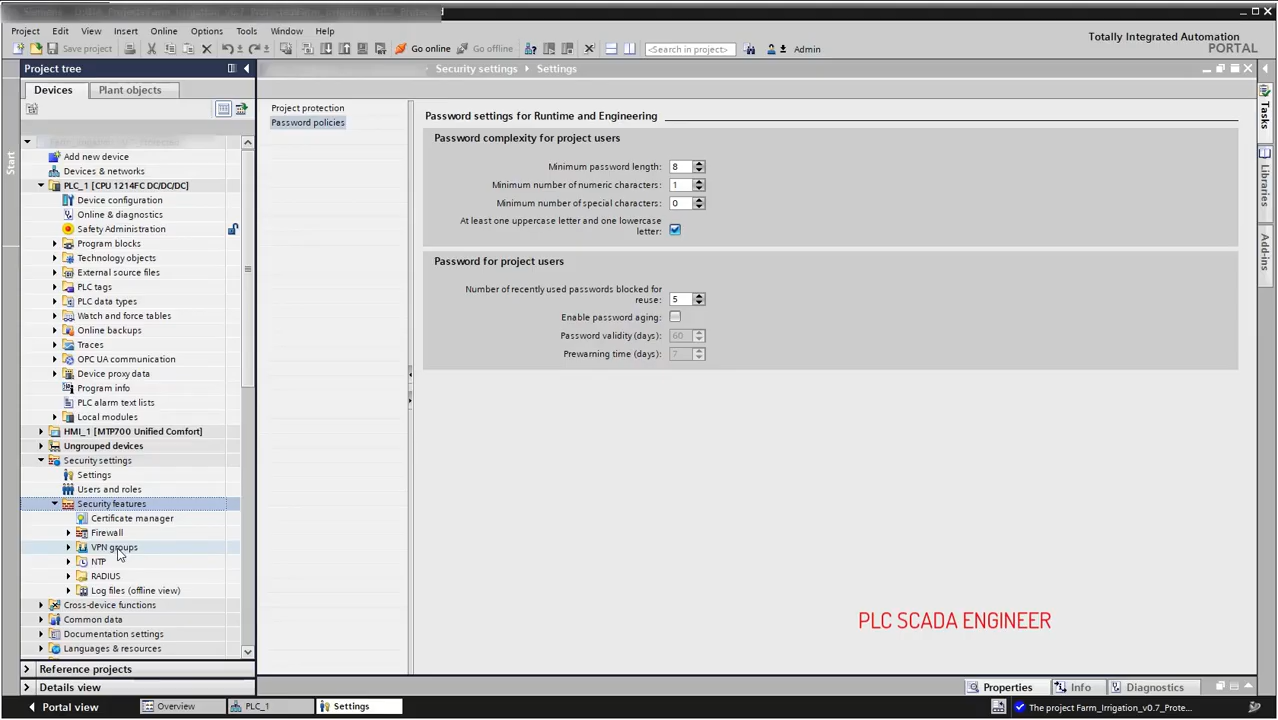 Project Edit View Insert Online Options Window Help
Totally Integrated Automation
PORTAL
Save project Go online Go offline <Search in project> Admin
Project tree
Security settings Settings
Devices Plant objects
Start
Tasks
Libraries
Add-ins
Add new device
Devices & networks
PLC_1 [CPU 1214FC DC/DC/DC]
Device configuration
Online & diagnostics
Safety Administration
Program blocks
Technology objects
External source files
PLC tags
PLC data types
Watch and force tables
Online backups
Traces
OPC UA communication
Device proxy data
Program info
PLC alarm text lists
Local modules
HMI_1 [MTP700 Unified Comfort]
Ungrouped devices
Security settings
Settings
Users and roles
Security features
Certificate manager
Firewall
VPN groups
NTP
RADIUS
Log files (offline view)
Cross-device functions
Common data
Documentation settings
Languages & resources
Reference projects
Details view
Project protection
Password policies
Password settings for Runtime and Engineering
Password complexity for project users
Minimum password length: 8
Minimum number of numeric characters: 1
Minimum number of special characters: 0
At least one uppercase letter and one lowercase
letter:
Password for project users
Number of recently used passwords blocked for
reuse: 5
Enable password aging:
Password validity (days): 60
Prewarning time (days): 7
PLC SCADA ENGINEER
Properties Info Diagnostics
Portal view Overview PLC_1 Settings The project Farm_Irrigation_v0.7_Prote...